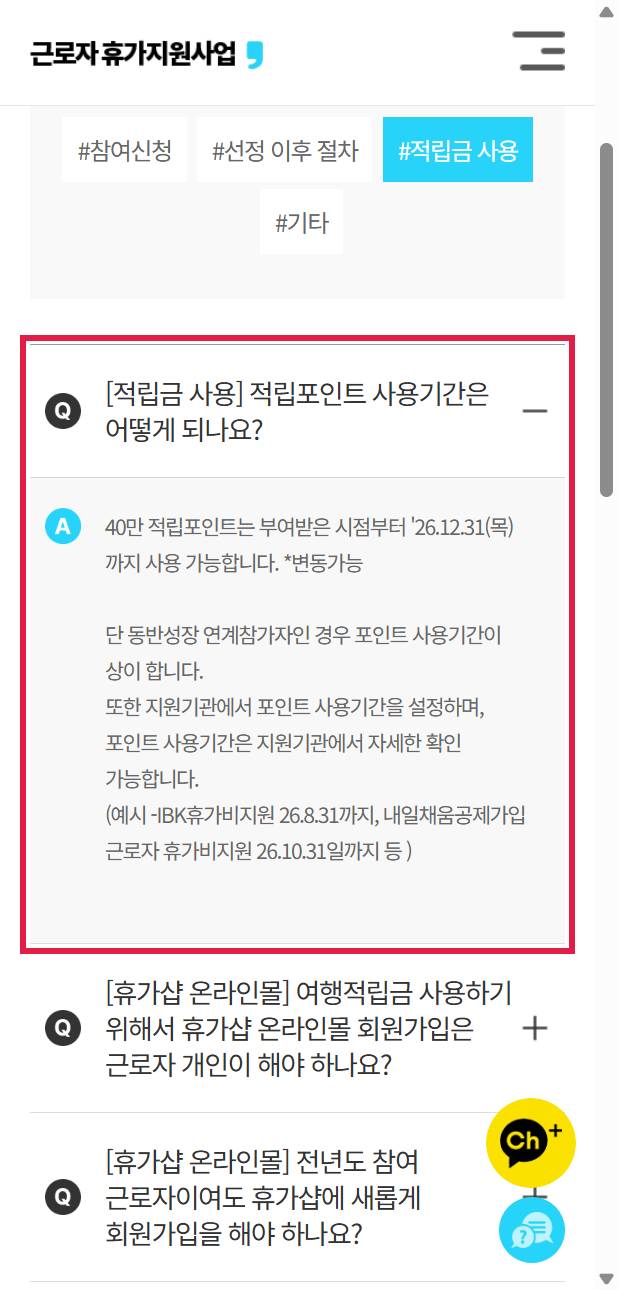 근로자 휴가지원사업
#참여신청
#선정 이후 절차
#적립금 사용
#기타
Q
[적립금 사용] 적립포인트 사용기간은
어떻게 되나요?
A
40만 적립포인트는 부여받은 시점부터 '26.12.31(목)
까지 사용 가능합니다. *변동가능
단 동반성장 연계참가자인 경우 포인트 사용기간이
상이 합니다.
또한 지원기관에서 포인트 사용기간을 설정하며,
포인트 사용기간은 지원기관에서 자세한 확인
가능합니다.
(예시 -IBK휴가비지원 26.8.31까지, 내일채움공제가입
근로자 휴가비지원 26.10.31일까지 등 )
Q
[휴가샵 온라인몰] 여행적립금 사용하기
위해서 휴가샵 온라인몰 회원가입은
근로자 개인이 해야 하나요?
Ch+
Q
[휴가샵 온라인몰] 전년도 참여
근로자이여도 휴가샵에 새롭게
회원가입을 해야 하나요?
?